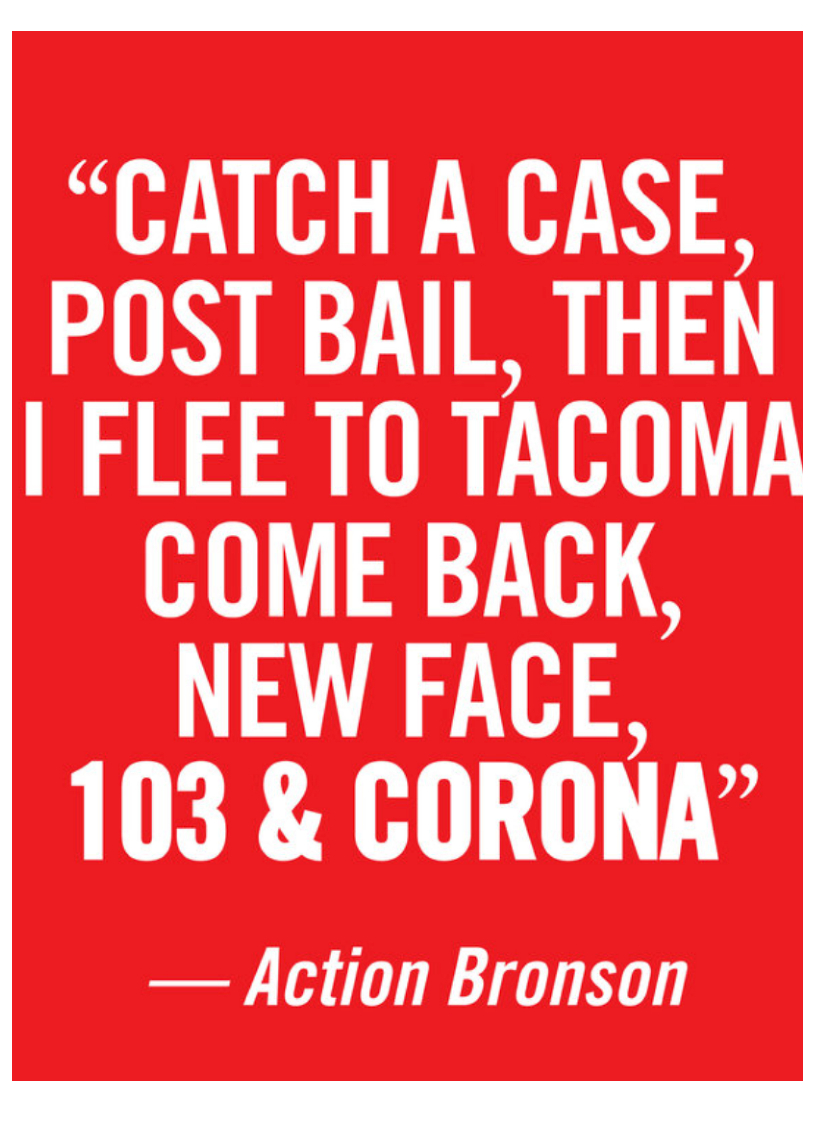 “CATCH A CASE,
POST BAIL, THEN
I FLEE TO TACOMA
COME BACK,
NEW FACE,
103 & CORONA”
— Action Bronson